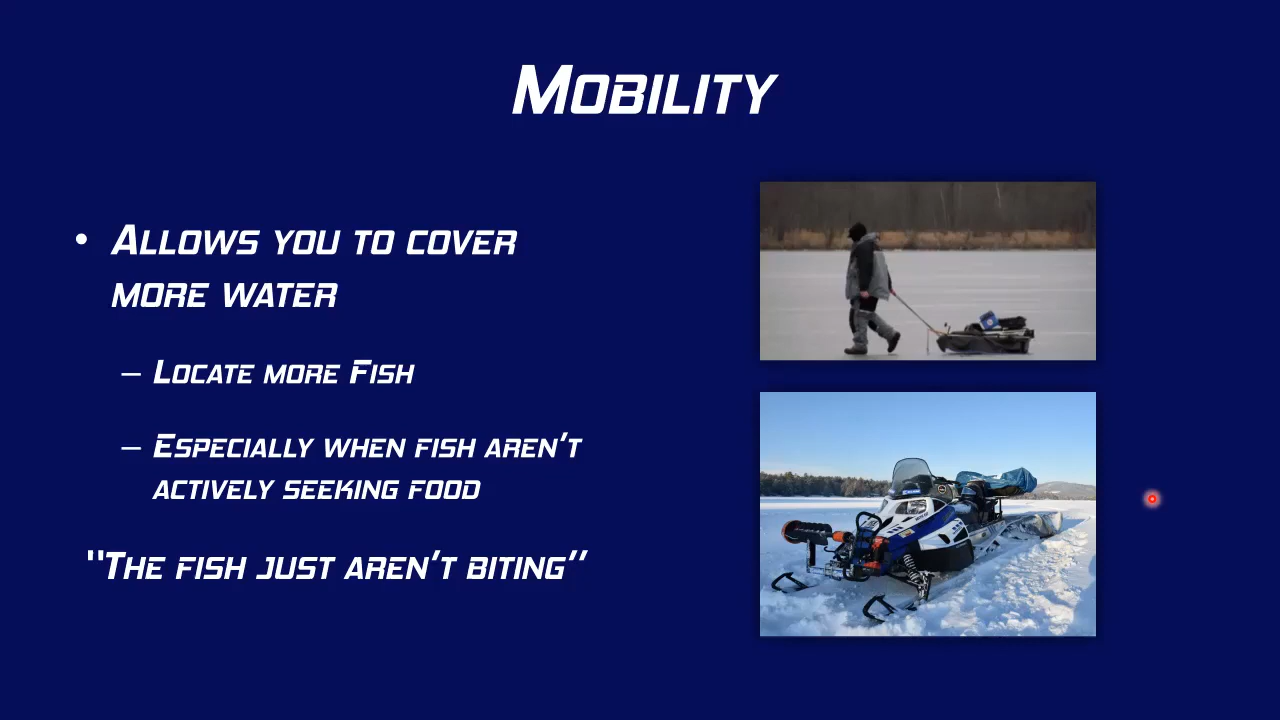 Mobility
• Allows you to cover
more water
– Locate more Fish
– Especially when fish aren't
actively seeking food
"The fish just aren't biting"